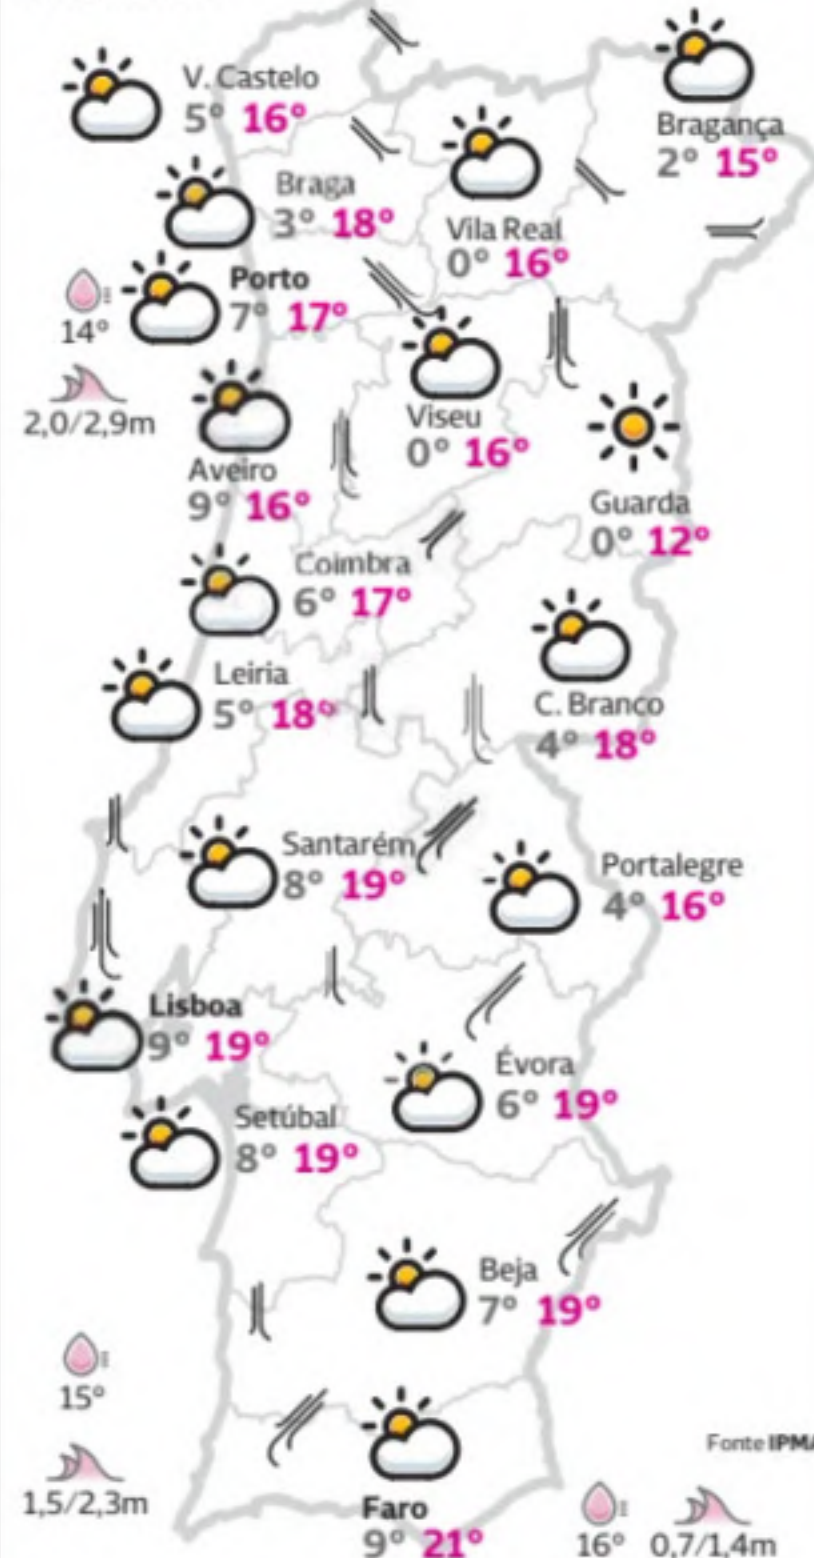 V. Castelo
5° 16°
Bragança
2° 15°
Braga
3° 18°
Vila Real
0° 16°
Porto
7° 17°
14°
2,0/2,9m
Viseu
0° 16°
Aveiro
9° 16°
Guarda
0° 12°
Coimbra
6° 17°
Leiria
5° 18°
C. Branco
4° 18°
Santarém
8° 19°
Portalegre
4° 16°
Lisboa
9° 19°
Évora
6° 19°
Setúbal
8° 19°
Beja
7° 19°
15°
1,5/2,3m
Fonte IPMA
Faro
9° 21°
16° 0,7/1,4m